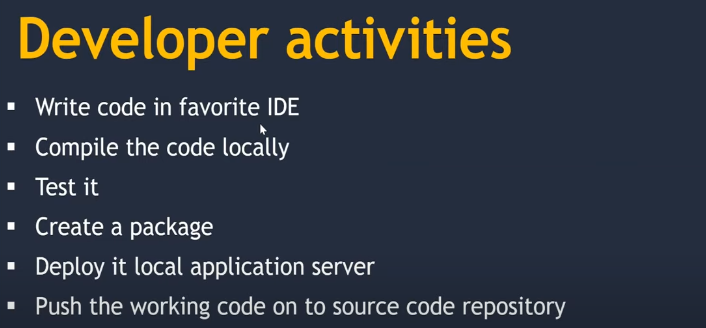 Developer activities
▪ Write code in favorite IDE
▪ Compile the code locally
▪ Test it
▪ Create a package
▪ Deploy it local application server
▪ Push the working code on to source code repository